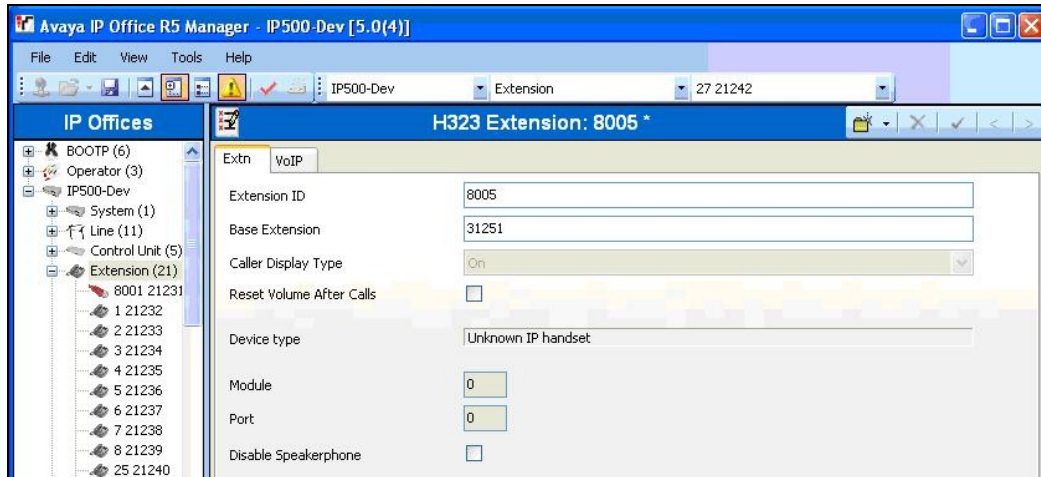 Avaya IP Office R5 Manager - IP500-Dev [5.0(4)]
File Edit View Tools Help
IP500-Dev Extension 27 21242
IP Offices
BOOTP (6)
Operator (3)
IP500-Dev
System (1)
Line (11)
Control Unit (5)
Extension (21)
8001 21231
1 21232
2 21233
3 21234
4 21235
5 21236
6 21237
7 21238
8 21239
25 21240
H323 Extension: 8005 *
Extn VoIP
Extension ID 8005
Base Extension 31251
Caller Display Type On
Reset Volume After Calls
Device type Unknown IP handset
Module 0
Port 0
Disable Speakerphone